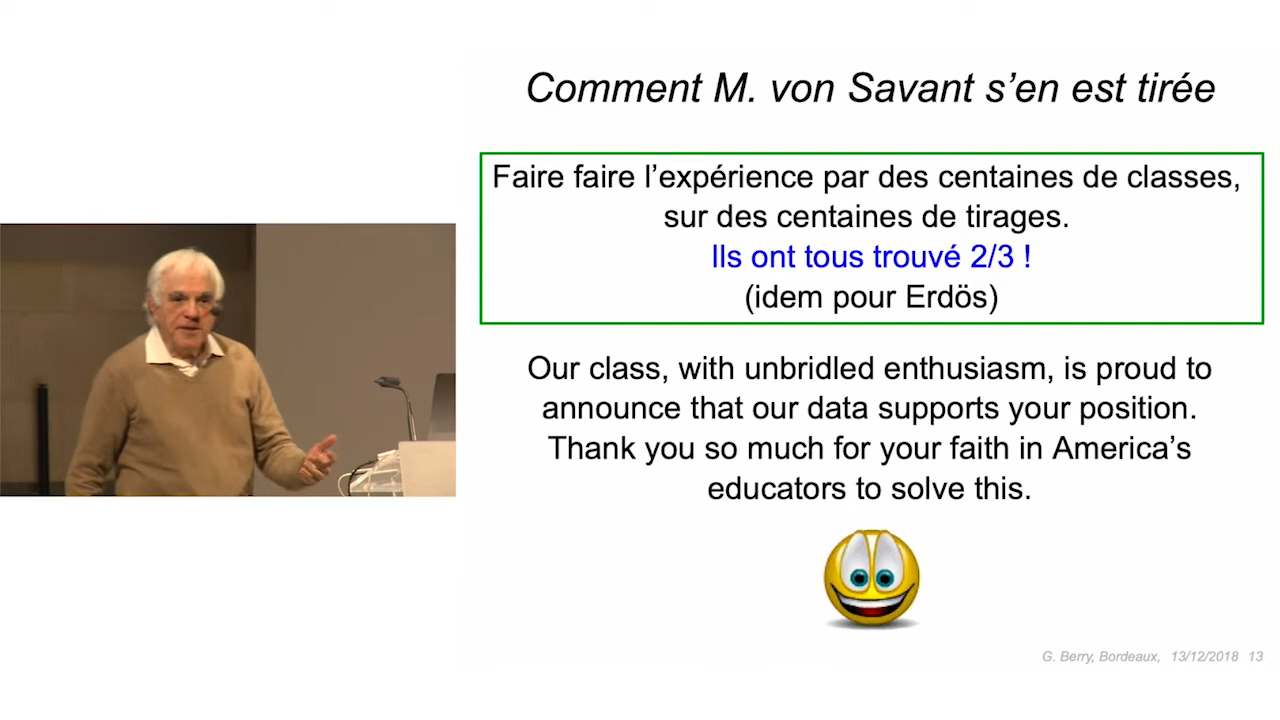 Comment M. von Savant s'en est tirée
Faire faire l'expérience par des centaines de classes,
sur des centaines de tirages.
Ils ont tous trouvé 2/3 !
(idem pour Erdös)
Our class, with unbridled enthusiasm, is proud to
announce that our data supports your position.
Thank you so much for your faith in America's
educators to solve this.
G. Berry, Bordeaux, 13/12/2018 13